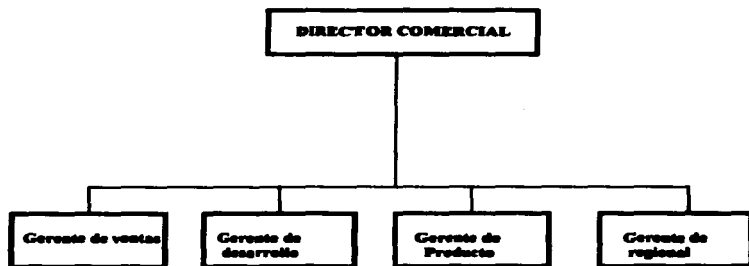 DIRECTOR COMERCIAL
Gerente de ventas
Gerente de
desarrollo
Gerente de
Producto
Gerente de
regional